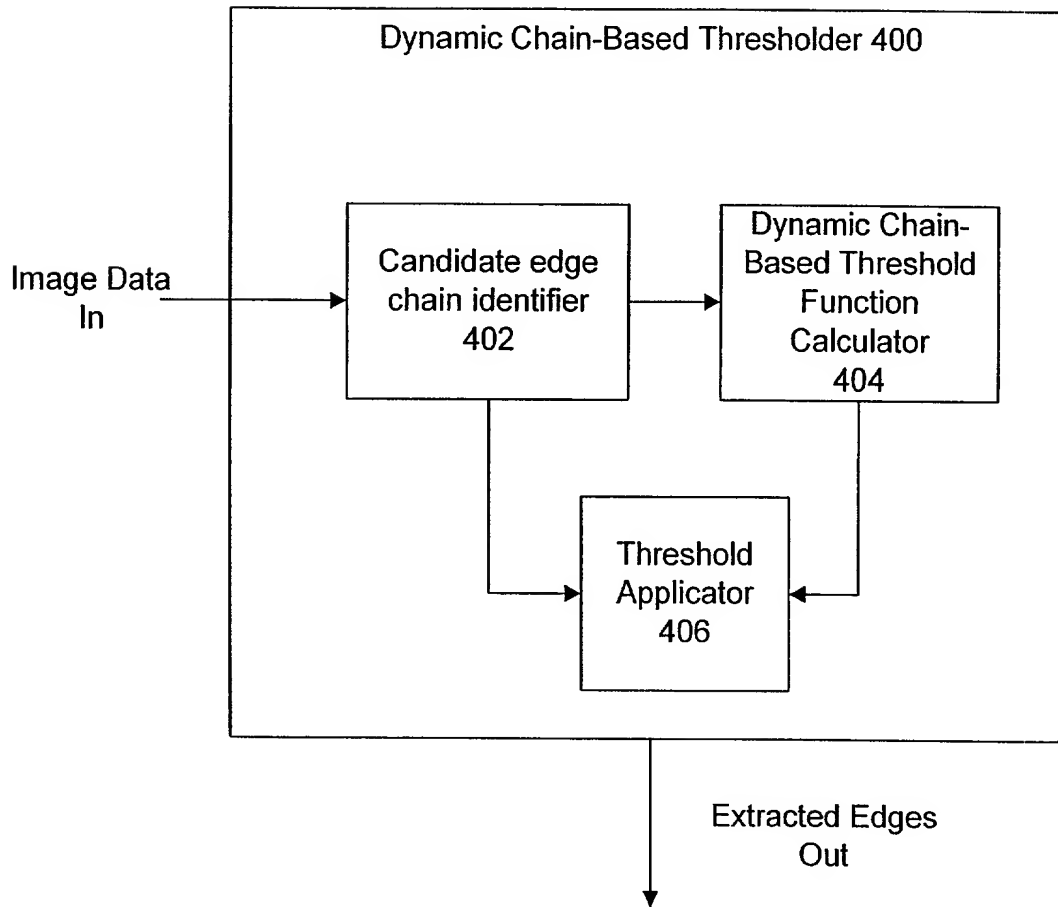 Dynamic Chain-Based Thresholder 400
Image Data
In
Candidate edge
chain identifier
402
Dynamic Chain-
Based Threshold
Function
Calculator
404
Threshold
Applicator
406
Extracted Edges
Out